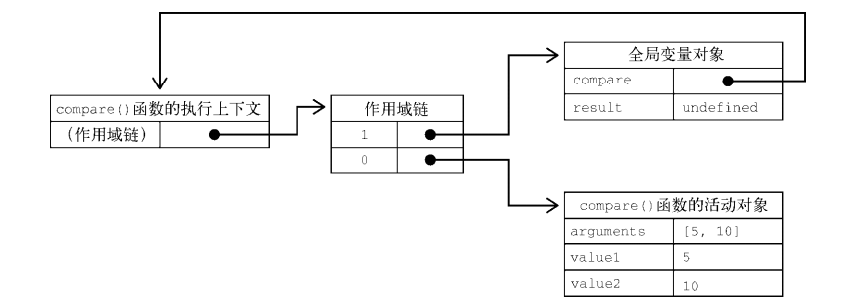 全局变量对象
compare
result undefined
compare()函数的执行上下文
(作用域链)
作用域链
1
0
compare()函数的活动对象
arguments [5, 10]
value1 5
value2 10